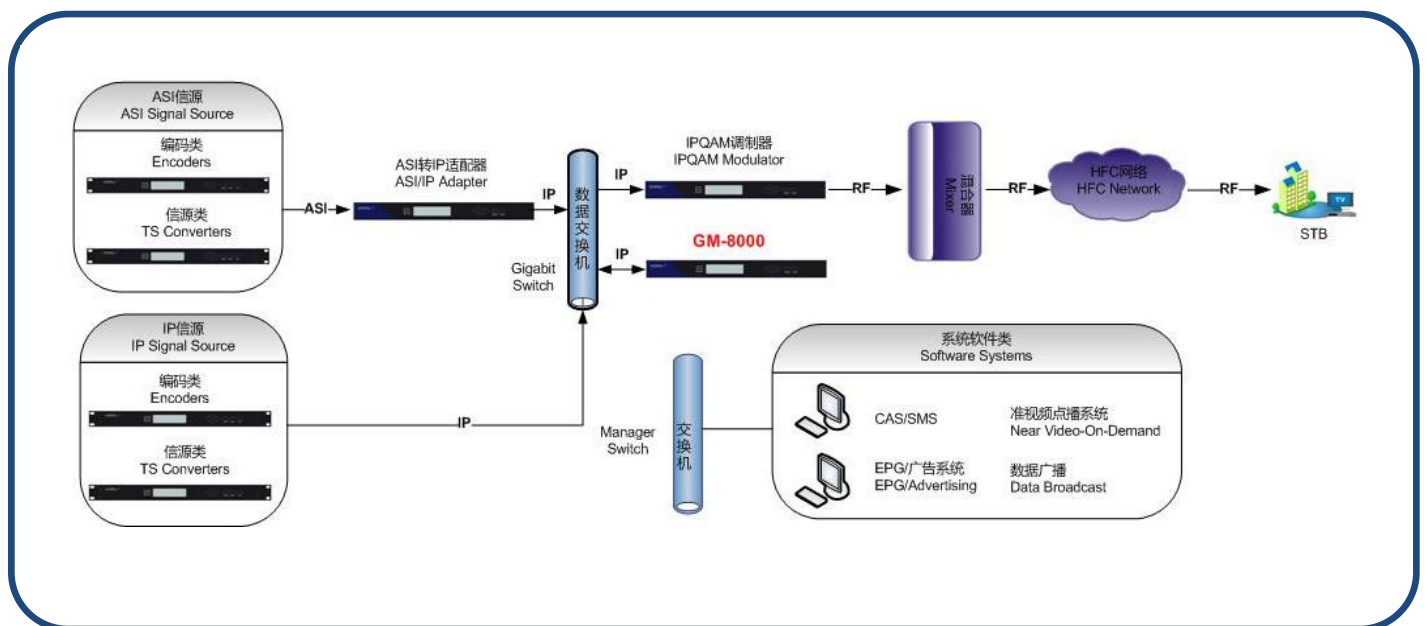 ASI信源
ASI Signal Source
编码类
Encoders
信源类
TS Converters
ASI
ASI转IP适配器
ASI/IP Adapter
IP
数据交换机
Gigabit
Switch
IP
IPQAM调制器
IPQAM Modulator
RF
混合器
Mixer
RF
HFC网络
HFC Network
RF
TV
STB
IP
GM-8000
IP信源
IP Signal Source
编码类
Encoders
信源类
TS Converters
IP
Manager
Switch
交换机
系统软件类
Software Systems
CAS/SMS
准视频点播系统
Near Video-On-Demand
EPG/广告系统
EPG/Advertising
数据广播
Data Broadcast